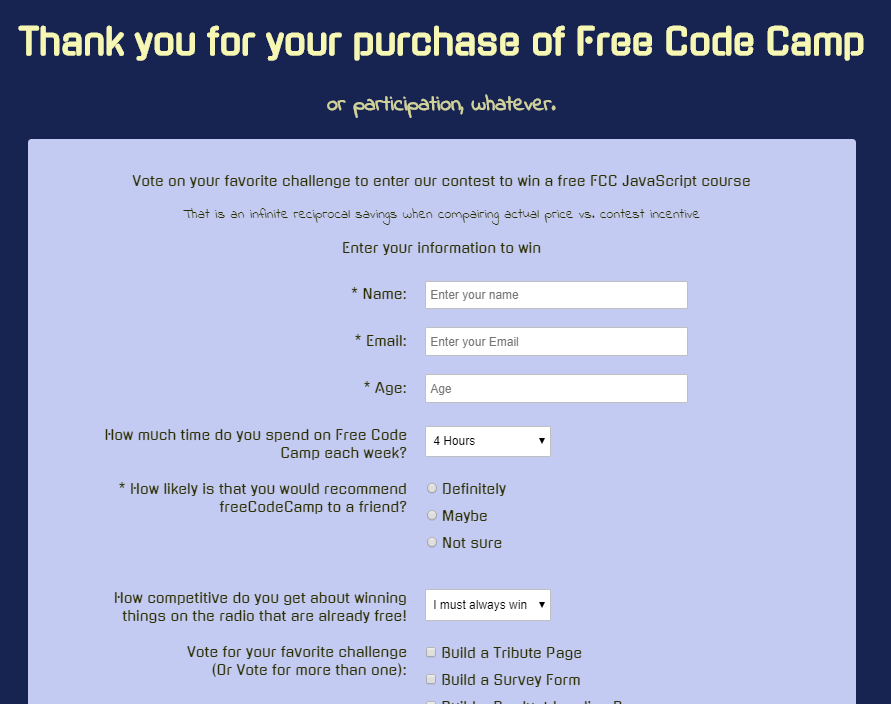 Thank you for your purchase of Free Code Camp
or participation, whatever.
Vote on your favorite challenge to enter our contest to win a free FCC JavaScript course
That is an infinite reciprocal savings when compairing actual price vs. contest incentive
Enter your information to win
* Name:
Enter your name
* Email:
Enter your Email
* Age:
Age
How much time do you spend on Free Code
Camp each week?
4 Hours
* How likely is that you would recommend
freeCodeCamp to a friend?
Definitely
Maybe
Not sure
How competitive do you get about winning
things on the radio that are already free!
I must always win
Vote for your favorite challenge
(Or Vote for more than one):
Build a Tribute Page
Build a Survey Form